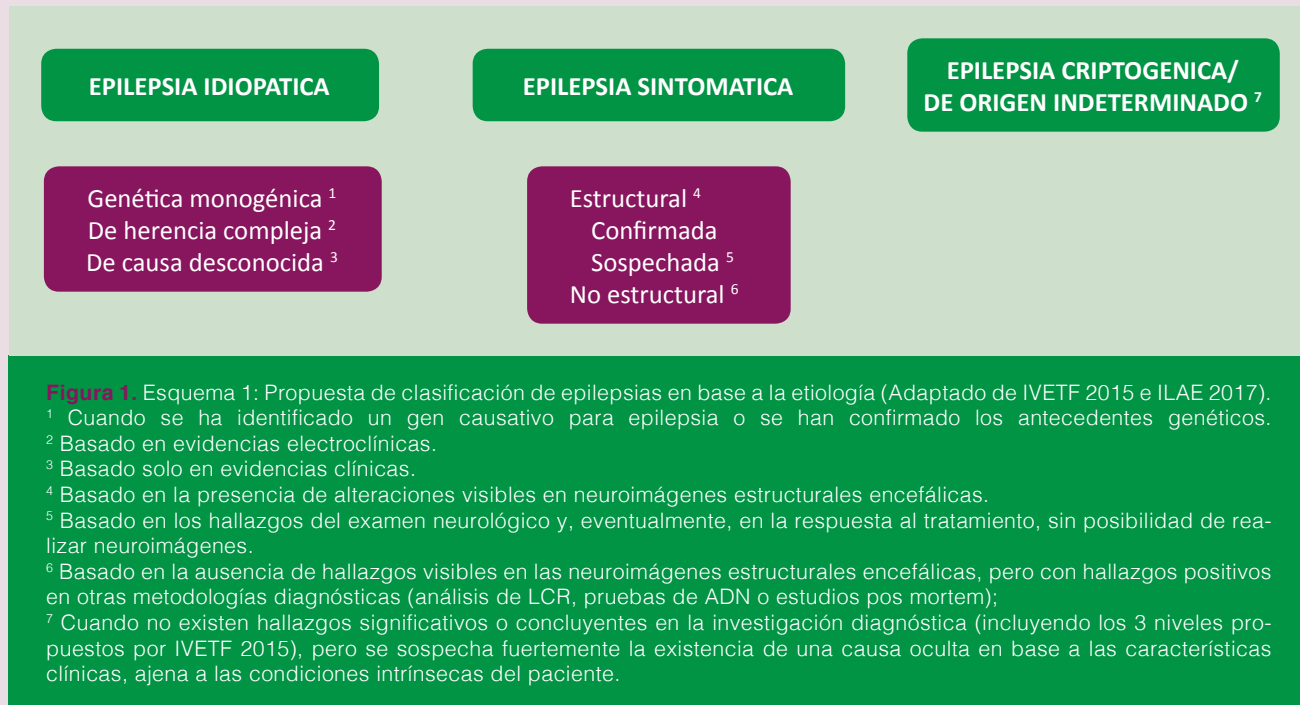 EPILEPSIA IDIOPATICA
EPILEPSIA SINTOMATICA
EPILEPSIA CRIPTOGENICA/
DE ORIGEN INDETERMINADO ⁷
Genética monogénica ¹
De herencia compleja ²
De causa desconocida ³
Estructural ⁴
Confirmada
Sospechada ⁵
No estructural ⁶
Figura 1. Esquema 1: Propuesta de clasificación de epilepsias en base a la etiología (Adaptado de IVETF 2015 e ILAE 2017).
¹ Cuando se ha identificado un gen causativo para epilepsia o se han confirmado los antecedentes genéticos.
² Basado en evidencias electroclínicas.
³ Basado solo en evidencias clínicas.
⁴ Basado en la presencia de alteraciones visibles en neuroimágenes estructurales encefálicas.
⁵ Basado en los hallazgos del examen neurológico y, eventualmente, en la respuesta al tratamiento, sin posibilidad de rea-
lizar neuroimágenes.
⁶ Basado en la ausencia de hallazgos visibles en las neuroimágenes estructurales encefálicas, pero con hallazgos positivos
en otras metodologías diagnósticas (análisis de LCR, pruebas de ADN o estudios pos mortem);
⁷ Cuando no existen hallazgos significativos o concluyentes en la investigación diagnóstica (incluyendo los 3 niveles pro-
puestos por IVETF 2015), pero se sospecha fuertemente la existencia de una causa oculta en base a las características
clínicas, ajena a las condiciones intrínsecas del paciente.